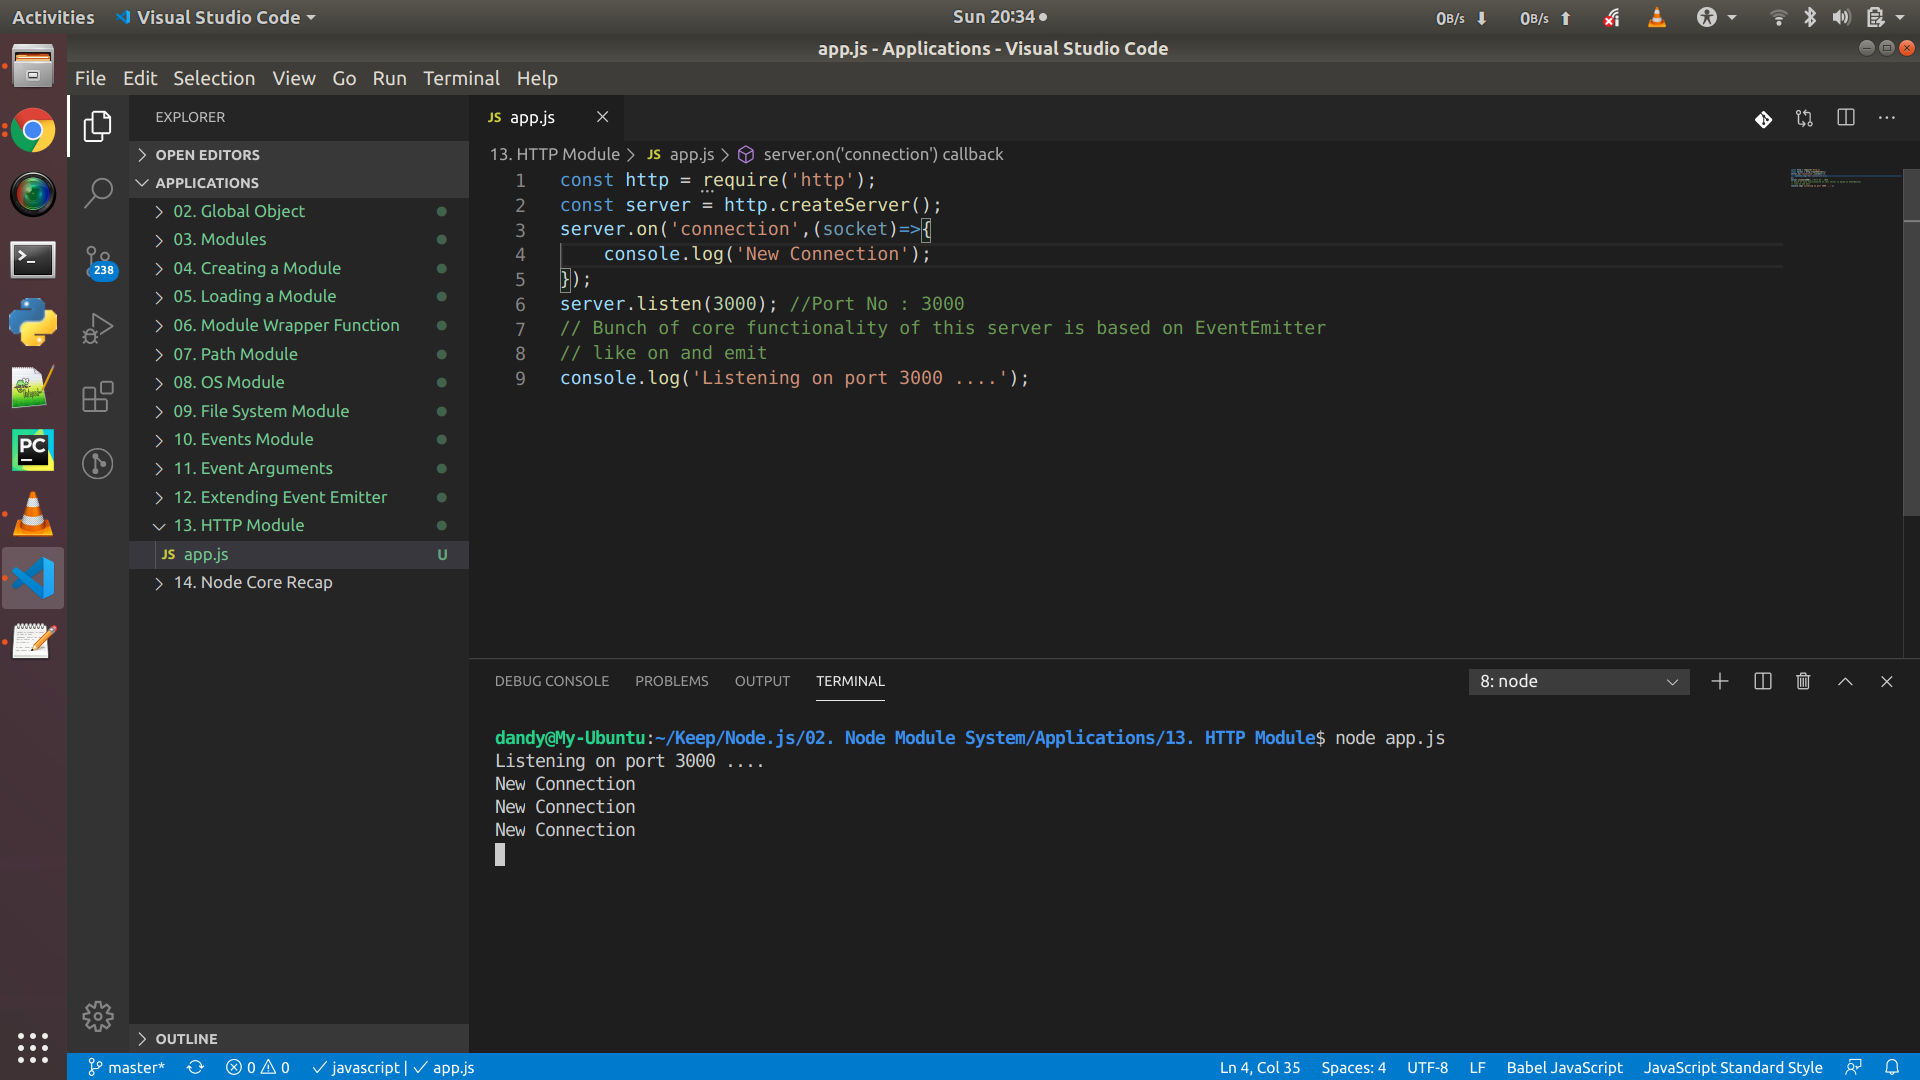 Activities Visual Studio Code Sun 20:34 0B/s 0B/s
app.js - Applications - Visual Studio Code
File Edit Selection View Go Run Terminal Help
EXPLORER
OPEN EDITORS
APPLICATIONS
02. Global Object
03. Modules
04. Creating a Module
05. Loading a Module
06. Module Wrapper Function
07. Path Module
08. OS Module
09. File System Module
10. Events Module
11. Event Arguments
12. Extending Event Emitter
13. HTTP Module
JS app.js U
14. Node Core Recap
OUTLINE
238
PC
JS app.js
13. HTTP Module > JS app.js > server.on('connection') callback
1 const http = require('http');
2 const server = http.createServer();
3 server.on('connection',(socket)=>{
4 console.log('New Connection');
5 });
6 server.listen(3000); //Port No : 3000
7 // Bunch of core functionality of this server is based on EventEmitter
8 // like on and emit
9 console.log('Listening on port 3000 ....');
DEBUG CONSOLE PROBLEMS OUTPUT TERMINAL 8: node
dandy@My-Ubuntu:~/Keep/Node.js/02. Node Module System/Applications/13. HTTP Module$ node app.js
Listening on port 3000 ....
New Connection
New Connection
New Connection
master* 0 0 javascript | app.js Ln 4, Col 35 Spaces: 4 UTF-8 LF Babel JavaScript JavaScript Standard Style